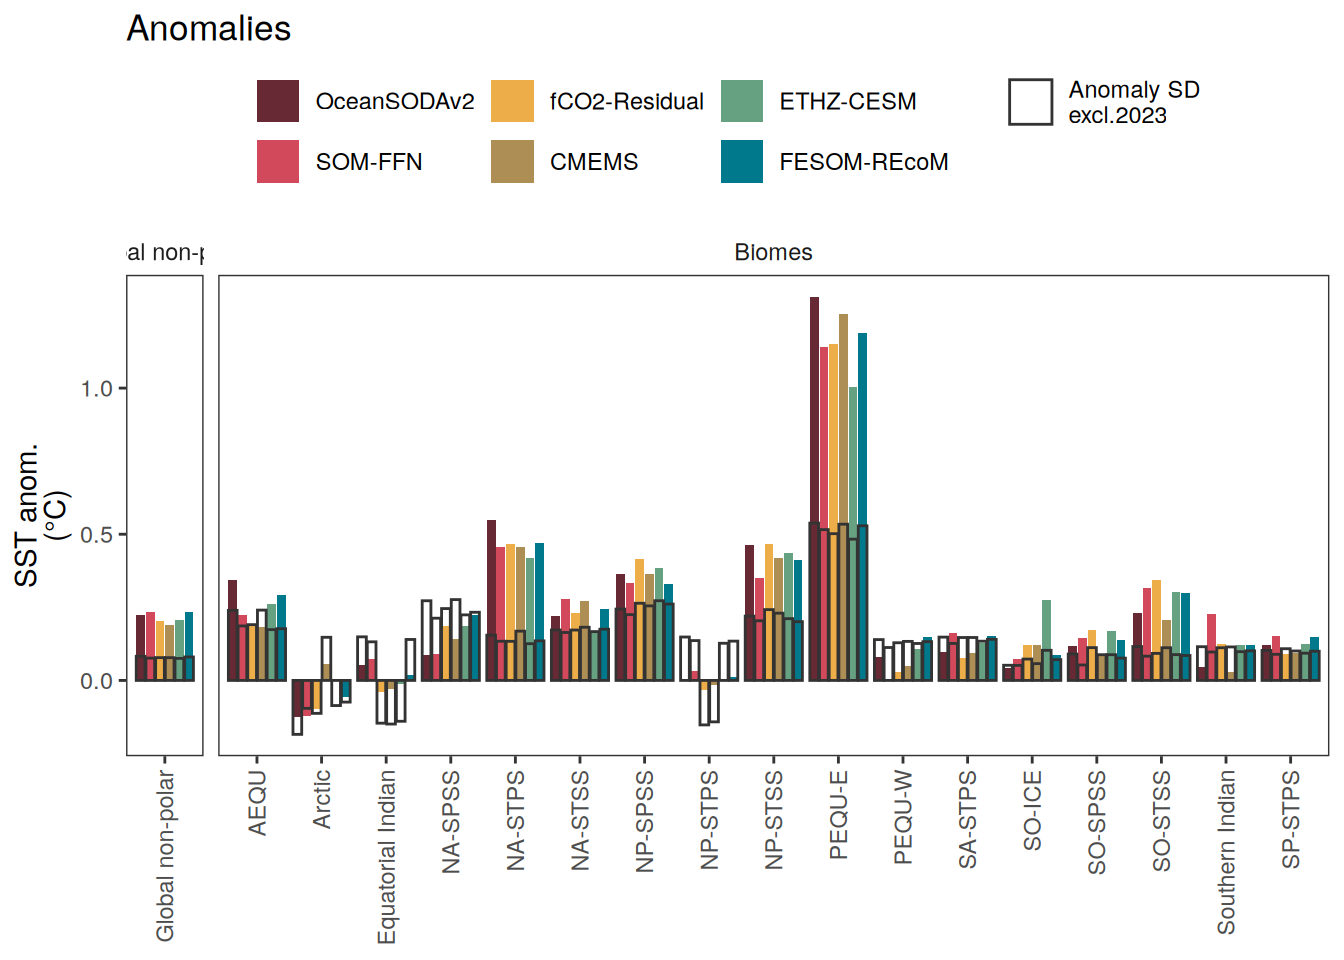 Anomalies
OceanSODAv2
fCO2-Residual
ETHZ-CESM
Anomaly SD
excl.2023
SOM-FFN
CMEMS
FESOM-REcoM
al non-p
Biomes
SST anom.
(°C)
1.0
0.5
0.0
Global non-polar
AEQU
Arctic
Equatorial Indian
NA-SPSS
NA-STPS
NA-STSS
NP-SPSS
NP-STPS
NP-STSS
PEQU-E
PEQU-W
SA-STPS
SO-ICE
SO-SPSS
SO-STSS
Southern Indian
SP-STPS